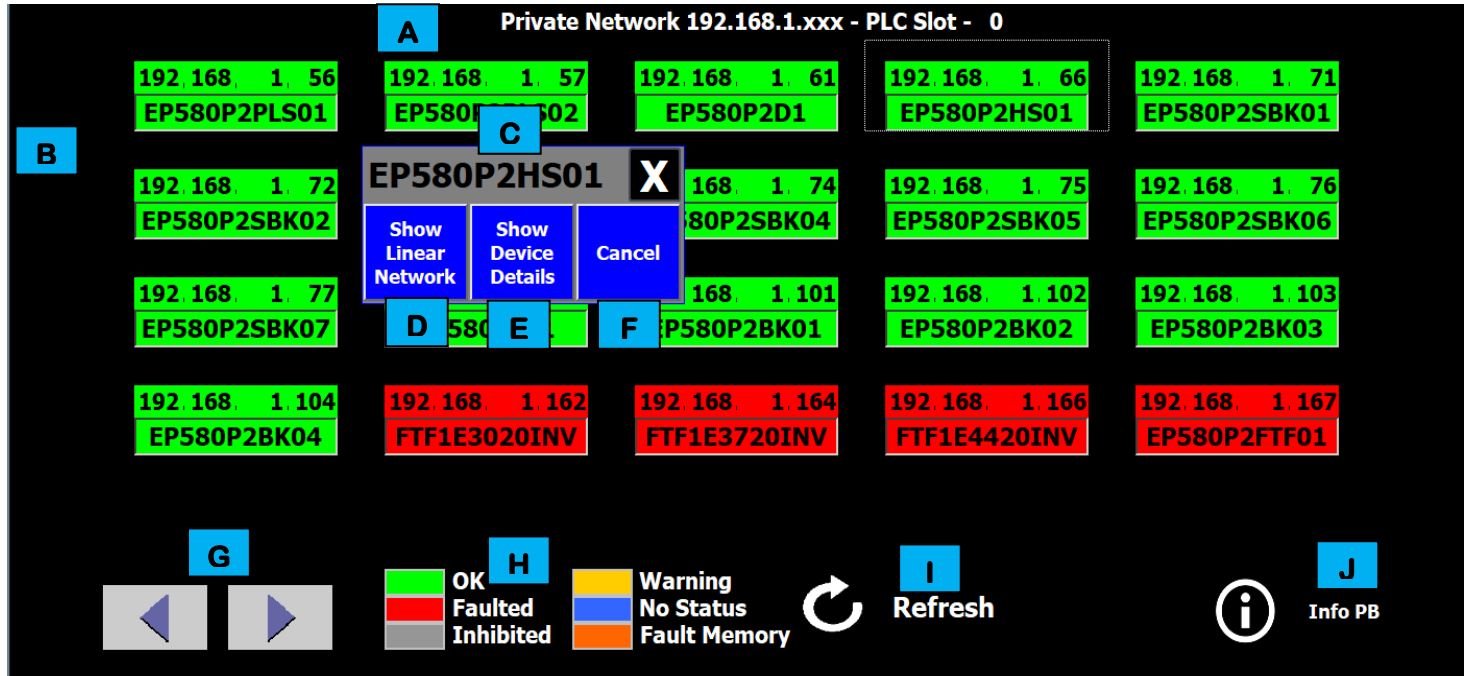 Private Network 192.168.1.xxx - PLC Slot - 0
A
192. 168. 1. 56
192. 168. 1. 57
192. 168. 1. 61
192. 168. 1. 66
192. 168. 1. 71
EP580P2PLS01
EP580 S02
EP580P2D1
EP580P2HS01
EP580P2SBK01
B
C
EP580P2HS01 X
192. 168. 1. 72
168. 1. 74
192. 168. 1. 75
192. 168. 1. 76
EP580P2SBK02
80P2SBK04
EP580P2SBK05
EP580P2SBK06
Show
Linear
Network
Show
Device
Details
Cancel
192. 168. 1. 77
168. 1. 101
192. 168. 1. 102
192. 168. 1. 103
EP580P2SBK07
D
58
E
F
P580P2BK01
EP580P2BK02
EP580P2BK03
192. 168. 1. 104
192. 168. 1. 162
192. 168. 1. 164
192. 168. 1. 166
192. 168. 1. 167
EP580P2BK04
FTF1E3020INV
FTF1E3720INV
FTF1E4420INV
EP580P2FTF01
G
H
OK
Faulted
Inhibited
Warning
No Status
Fault Memory
I
Refresh
J
Info PB